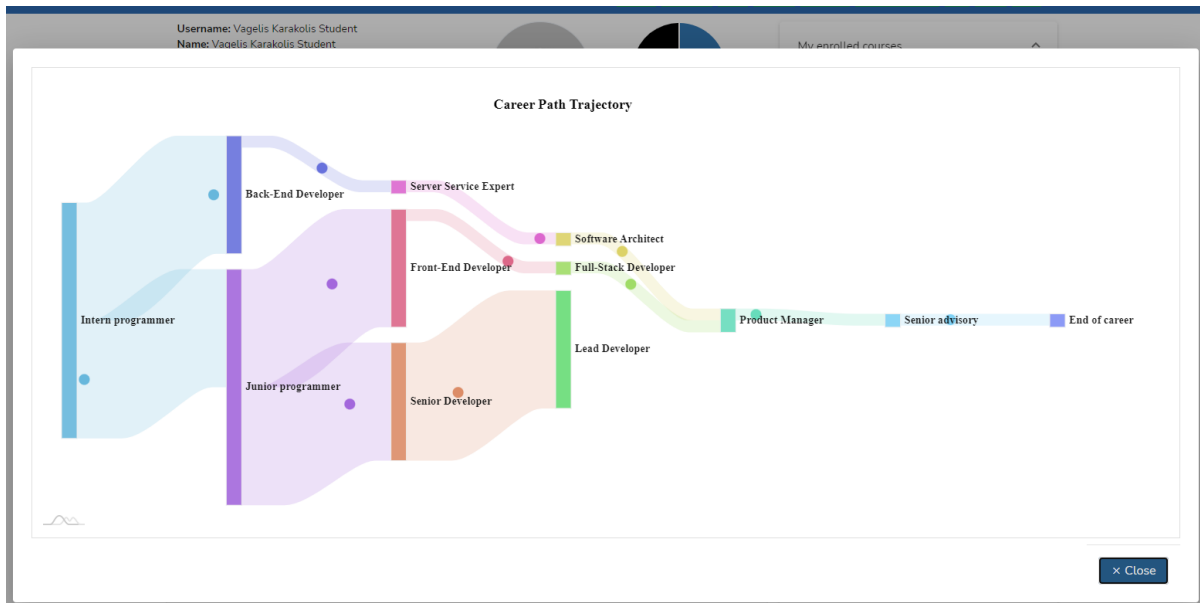 Username: Vagelis Karakolis Student
Name: Vagelis Karakolis Student
My enrolled courses
Career Path Trajectory
Back-End Developer
Server Service Expert
Software Architect
Front-End Developer
Full-Stack Developer
Intern programmer
Product Manager
Senior advisory
End of career
Lead Developer
Junior programmer
Senior Developer
× Close